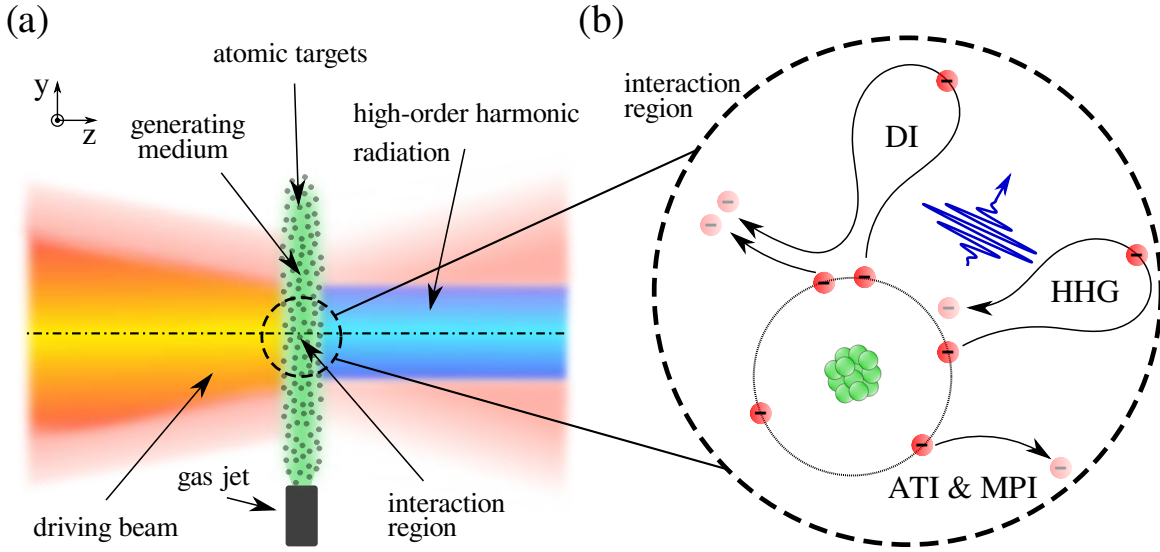 (a)
atomic targets
y
z
generating
medium
high-order harmonic
radiation
gas jet
driving beam
interaction
region
(b)
interaction
region
DI
HHG
ATI & MPI